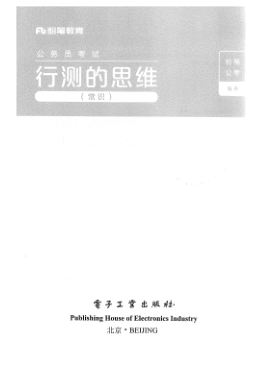 粉笔教育
公务员考试
行测的思维
（常识）
粉笔
公考
编著
電子工業出版社·
Publishing House of Electronics Industry
北京·BEIJING